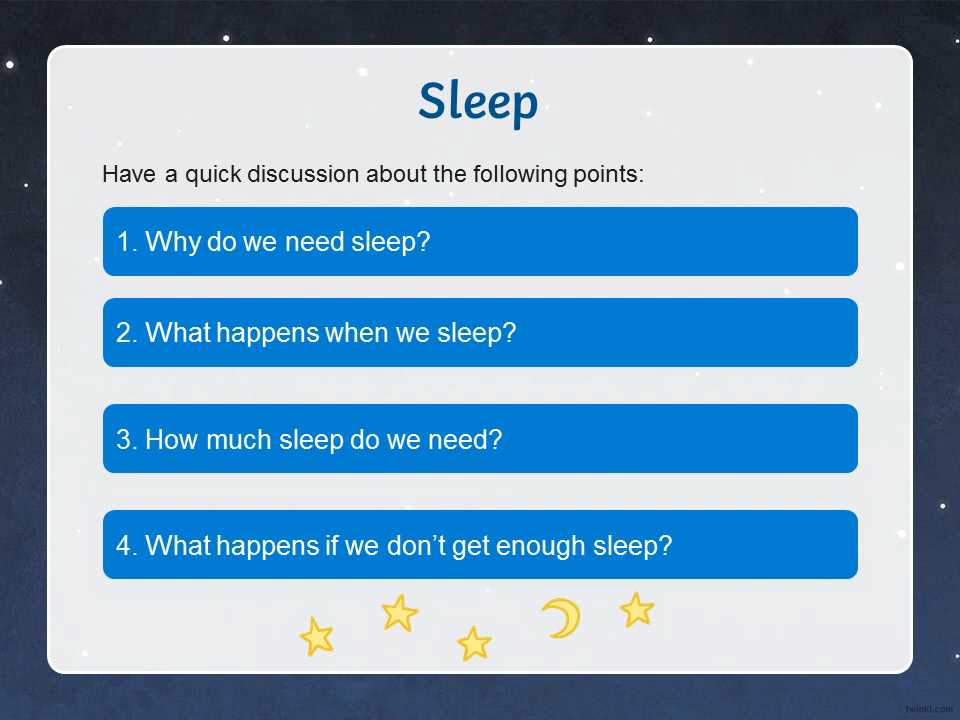 Sleep
Have a quick discussion about the following points:
1. Why do we need sleep?
2. What happens when we sleep?
3. How much sleep do we need?
4. What happens if we don’t get enough sleep?
twinkl.com